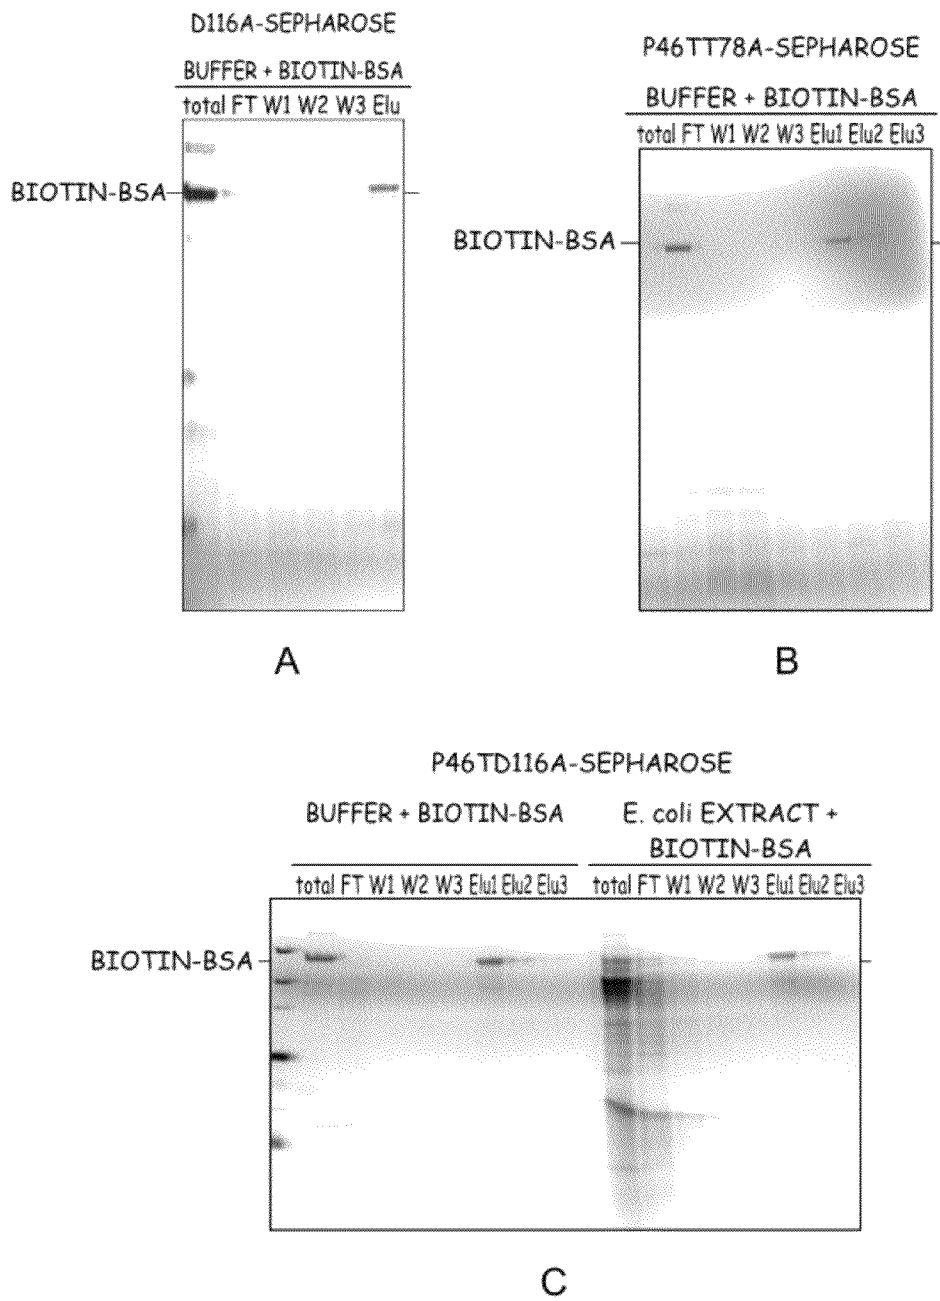 D116A-SEPHAROSE
BUFFER + BIOTIN-BSA
total FT W1 W2 W3 Elu
BIOTIN-BSA
A
P46TT78A-SEPHAROSE
BUFFER + BIOTIN-BSA
total FT W1 W2 W3 Elu1 Elu2 Elu3
BIOTIN-BSA
B
P46TD116A-SEPHAROSE
BUFFER + BIOTIN-BSA
E. coli EXTRACT +
BIOTIN-BSA
total FT W1 W2 W3 Elu1 Elu2 Elu3
total FT W1 W2 W3 Elu1 Elu2 Elu3
BIOTIN-BSA
C